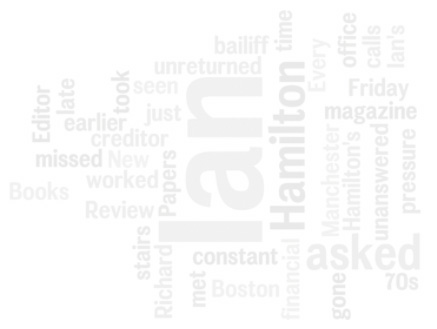 bailiff
time
unreturned
Every
office
calls
Ian's
Editor
late
took
seen
Friday
earlier
just
magazine
creditor
missed
New
Ian
Hamilton
Books
worked
Papers
Manchester
Hamilton's
unanswered
pressure
Review
stairs
Richard
constant
asked
met
Boston
financial
gone
70s